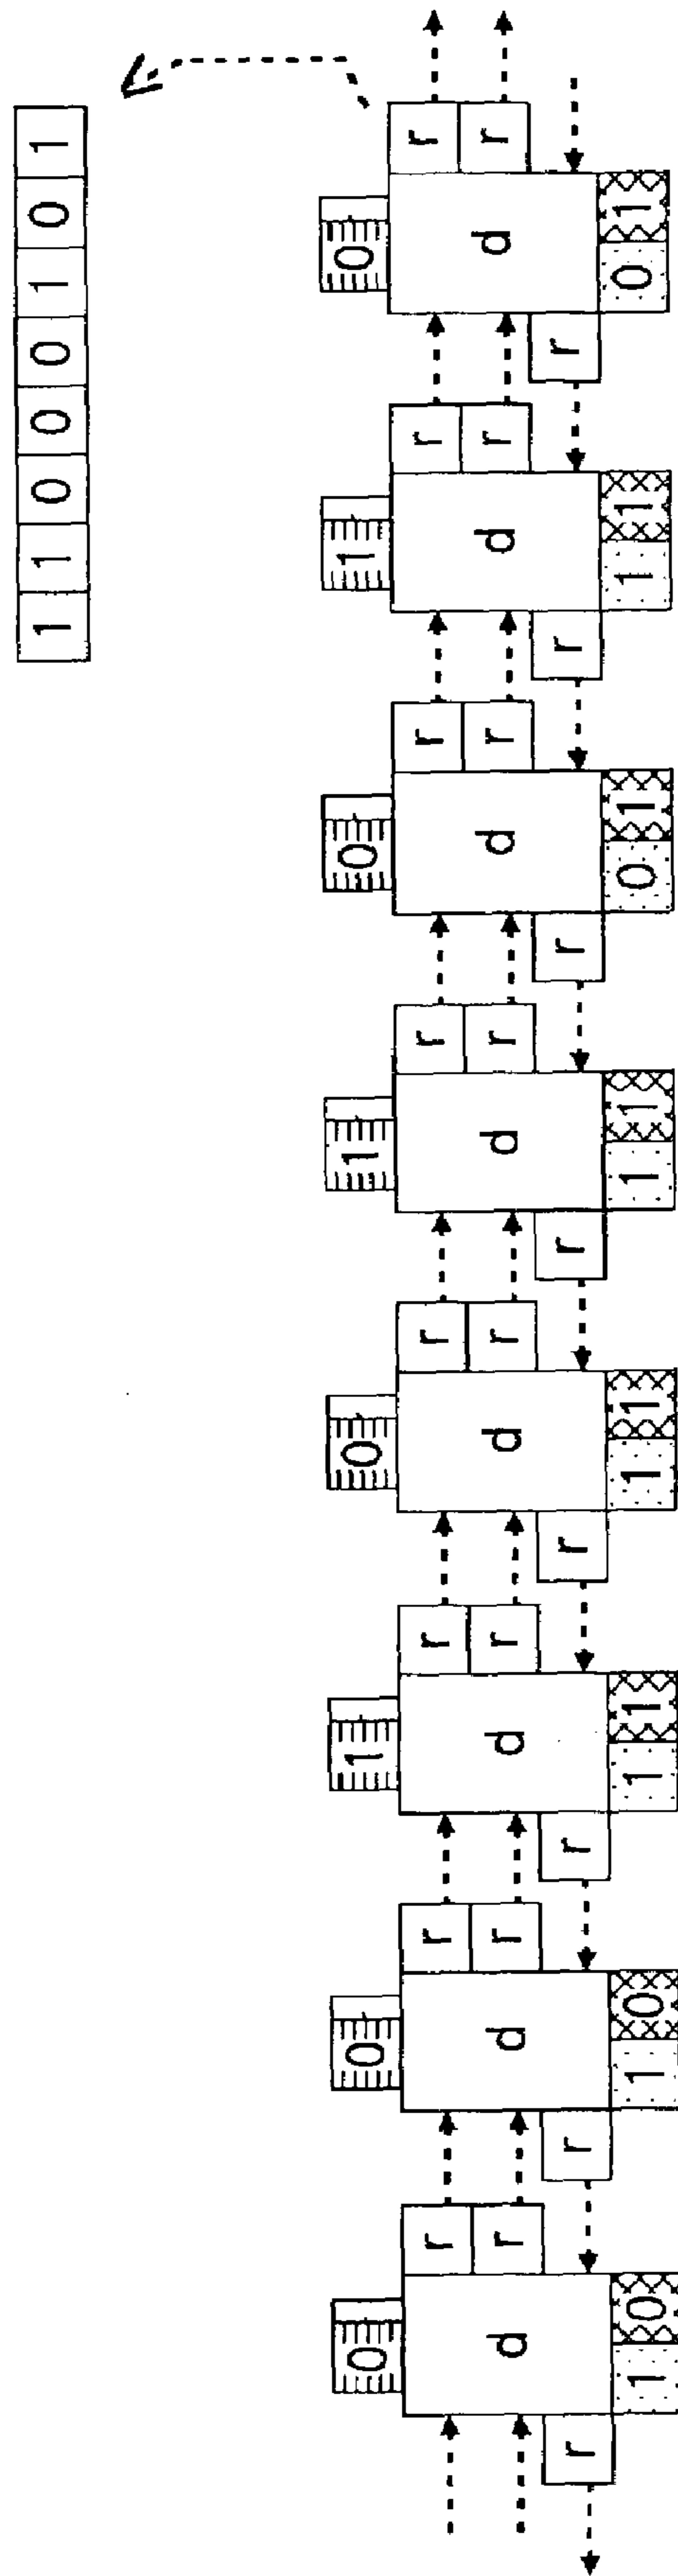 1 1 0 0 0 1 0 1
0 0 1 0 1 0 1 0
r r r r r r r r
d r d r d r d r d r d r d r d r
r r r r r r r r
1 0 1 0 1 1 1 1 1 1 0 1 1 1 0 1